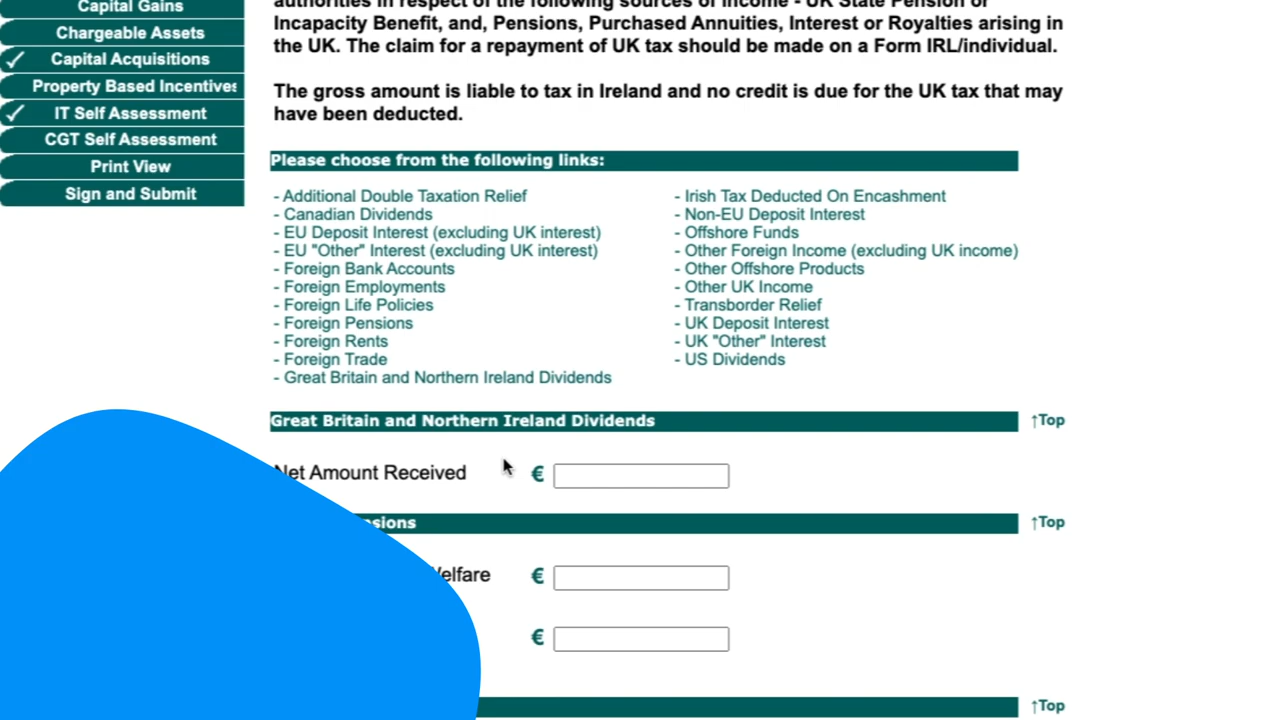 Capital Gains
Chargeable Assets
Capital Acquisitions
Property Based Incentives
IT Self Assessment
CGT Self Assessment
Print View
Sign and Submit
authorities in respect of the following sources of income - UK State Pension or
Incapacity Benefit, and, Pensions, Purchased Annuities, Interest or Royalties arising in
the UK. The claim for a repayment of UK tax should be made on a Form IRL/individual.
The gross amount is liable to tax in Ireland and no credit is due for the UK tax that may
have been deducted.
Please choose from the following links:
- Additional Double Taxation Relief
- Canadian Dividends
- EU Deposit Interest (excluding UK interest)
- EU "Other" Interest (excluding UK interest)
- Foreign Bank Accounts
- Foreign Employments
- Foreign Life Policies
- Foreign Pensions
- Foreign Rents
- Foreign Trade
- Great Britain and Northern Ireland Dividends
- Irish Tax Deducted On Encashment
- Non-EU Deposit Interest
- Offshore Funds
- Other Foreign Income (excluding UK income)
- Other Offshore Products
- Other UK Income
- Transborder Relief
- UK Deposit Interest
- UK "Other" Interest
- US Dividends
Great Britain and Northern Ireland Dividends ↑Top
Net Amount Received €
↑Top
€
€
↑Top